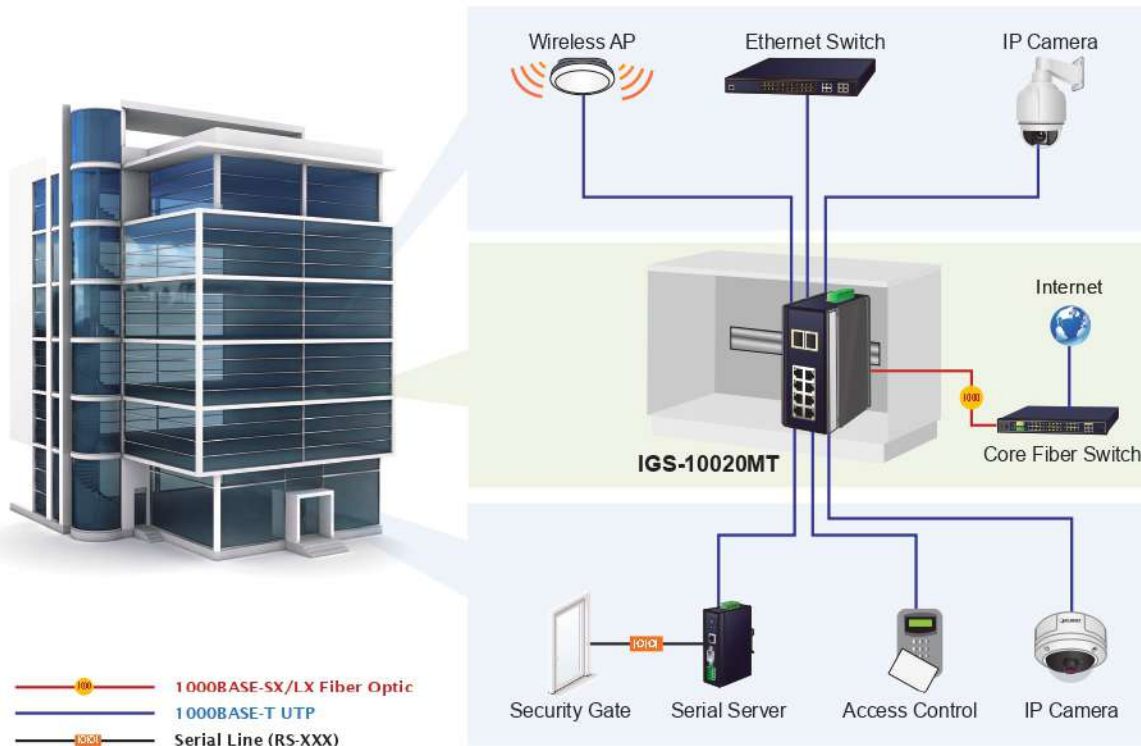 Wireless AP
Ethernet Switch
IP Camera
Internet
1000
Core Fiber Switch
IGS-10020MT
Security Gate
Serial Server
Access Control
IP Camera
1000BASE-SX/LX Fiber Optic
1000BASE-T UTP
Serial Line (RS-XXX)